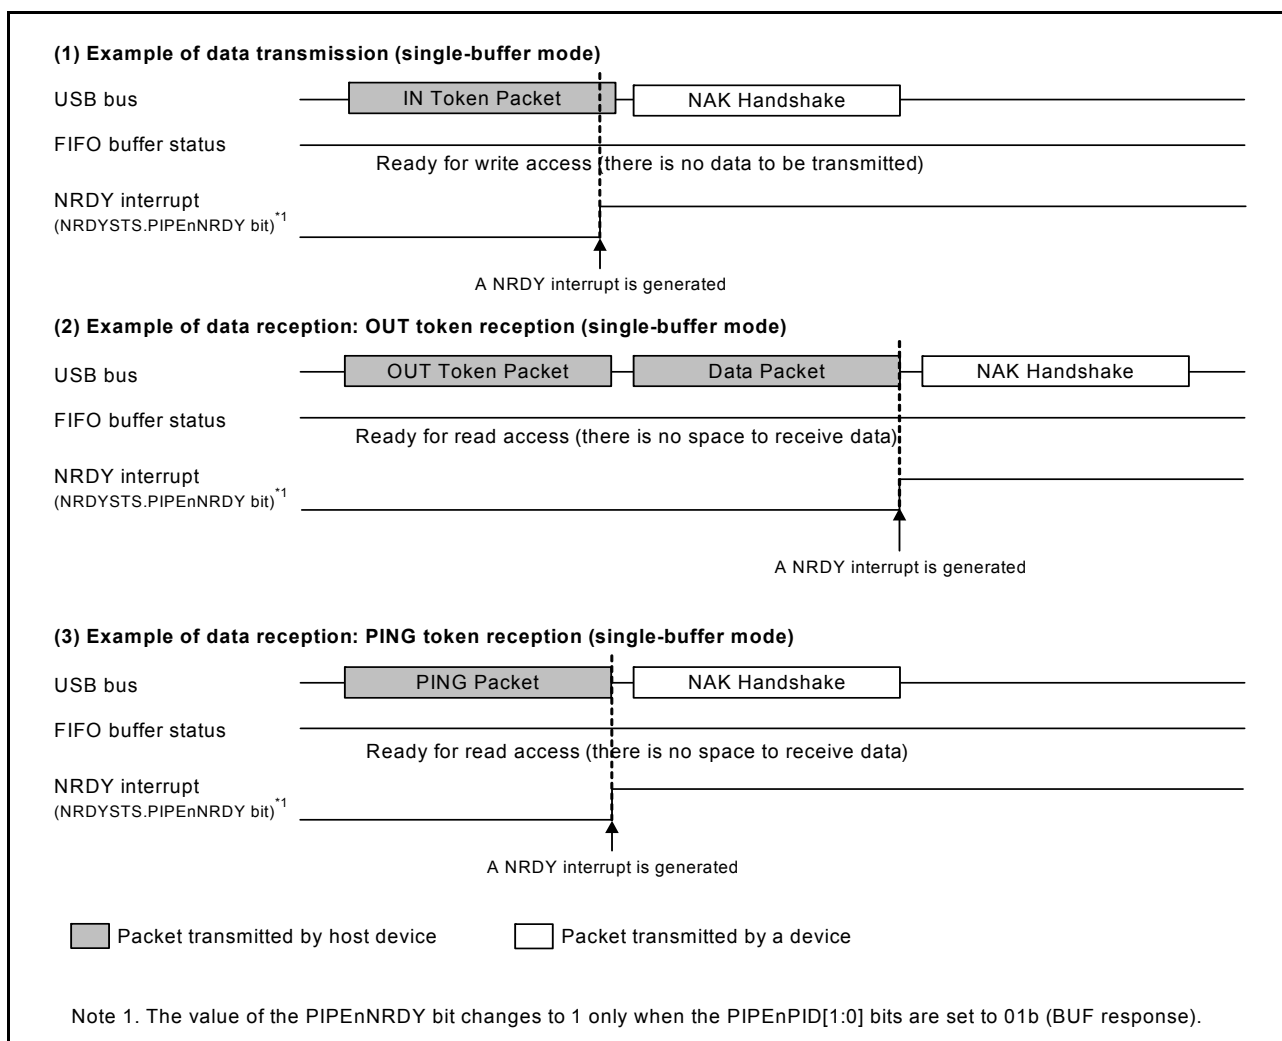 (1) Example of data transmission (single-buffer mode)
USB bus
IN Token Packet
NAK Handshake
FIFO buffer status
Ready for write access (there is no data to be transmitted)
NRDY interrupt
(NRDYSTS.PIPEnNRDY bit)*1
A NRDY interrupt is generated
(2) Example of data reception: OUT token reception (single-buffer mode)
USB bus
OUT Token Packet
Data Packet
NAK Handshake
FIFO buffer status
Ready for read access (there is no space to receive data)
NRDY interrupt
(NRDYSTS.PIPEnNRDY bit)*1
A NRDY interrupt is generated
(3) Example of data reception: PING token reception (single-buffer mode)
USB bus
PING Packet
NAK Handshake
FIFO buffer status
Ready for read access (there is no space to receive data)
NRDY interrupt
(NRDYSTS.PIPEnNRDY bit)*1
A NRDY interrupt is generated
Packet transmitted by host device
Packet transmitted by a device
Note 1. The value of the PIPEnNRDY bit changes to 1 only when the PIPEnPID[1:0] bits are set to 01b (BUF response).